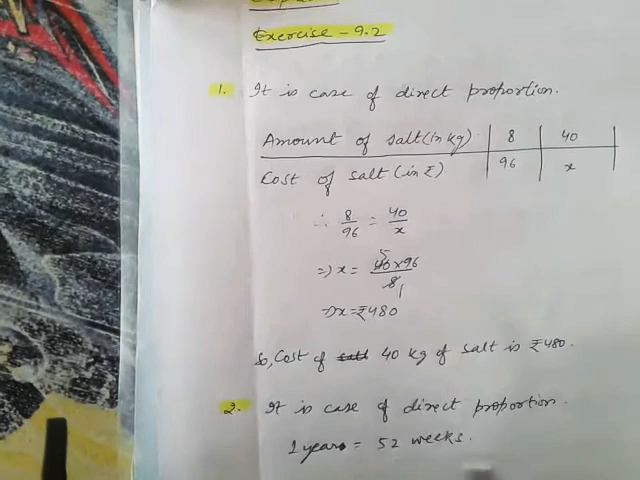 Exercise - 9.2
1. It is case of direct proportion.
Amount of salt (in kg) | 8 | 40 |
Cost of salt (in ₹) | 96 | x |
∴ 8/96 = 40/x
=> x = 40 x 96 / 8
=> x = ₹480
So, Cost of salt 40 kg of salt is ₹480.
2. It is case of direct proportion.
1 year = 52 weeks.